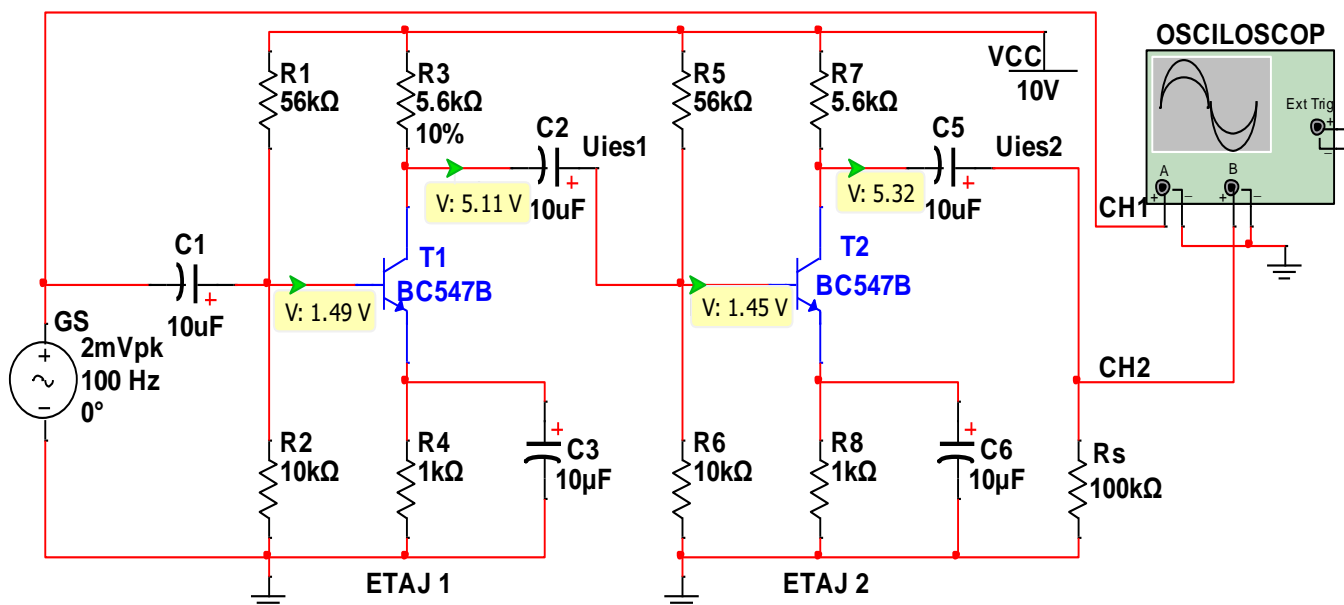 OSCILOSCOP
Ext Trig
+
−
A
B
+ −
+ −
VCC
10V
R1
56kΩ
R3
5.6kΩ
10%
R5
56kΩ
R7
5.6kΩ
C2
+
10uF
Uies1
C5
+
10uF
Uies2
V: 5.11 V
V: 5.32
CH1
C1
+
10uF
T1
BC547B
T2
BC547B
V: 1.49 V
V: 1.45 V
GS
+
−
2mVpk
100 Hz
0°
CH2
R2
10kΩ
R4
1kΩ
+
C3
10µF
R6
10kΩ
R8
1kΩ
+
C6
10µF
Rs
100kΩ
ETAJ 1
ETAJ 2